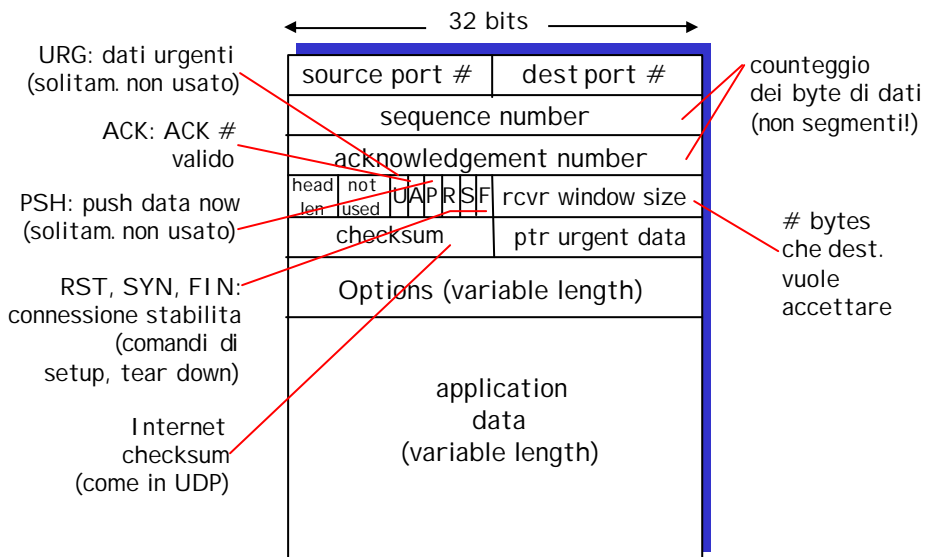 32 bits
URG: dati urgenti
(solitam. non usato)
ACK: ACK #
valido
PSH: push data now
(solitam. non usato)
RST, SYN, FIN:
connessione stabilita
(comandi di
setup, tear down)
Internet
checksum
(come in UDP)
source port #
dest port #
sequence number
acknowledgement number
head
len
not
used
U A P R S F
rcvr window size
checksum
ptr urgent data
Options (variable length)
application
data
(variable length)
counteggio
dei byte di dati
(non segmenti!)
# bytes
che dest.
vuole
accettare